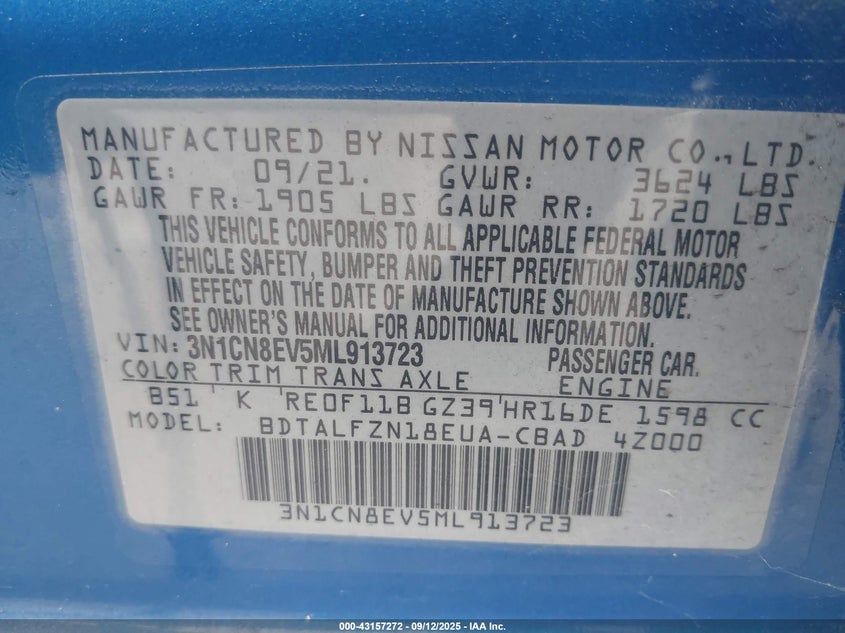 MANUFACTURED BY NISSAN MOTOR CO., LTD.
DATE: 09/21. GVWR: 3624 LBS
GAWR FR: 1905 LBS GAWR RR: 1720 LBS
THIS VEHICLE CONFORMS TO ALL APPLICABLE FEDERAL MOTOR
VEHICLE SAFETY, BUMPER AND THEFT PREVENTION STANDARDS
IN EFFECT ON THE DATE OF MANUFACTURE SHOWN ABOVE.
SEE OWNER'S MANUAL FOR ADDITIONAL INFORMATION.
VIN: 3N1CN8EV5ML913723 PASSENGER CAR.
COLOR TRIM TRANS AXLE ENGINE
B51 K RE0F11B GZ39 HR16DE 1598 CC
MODEL: BDTALFZN18EUA-CBAD 4Z000
3N1CN8EV5ML913723
000-43157272 - 09/12/2025 - IAA Inc.